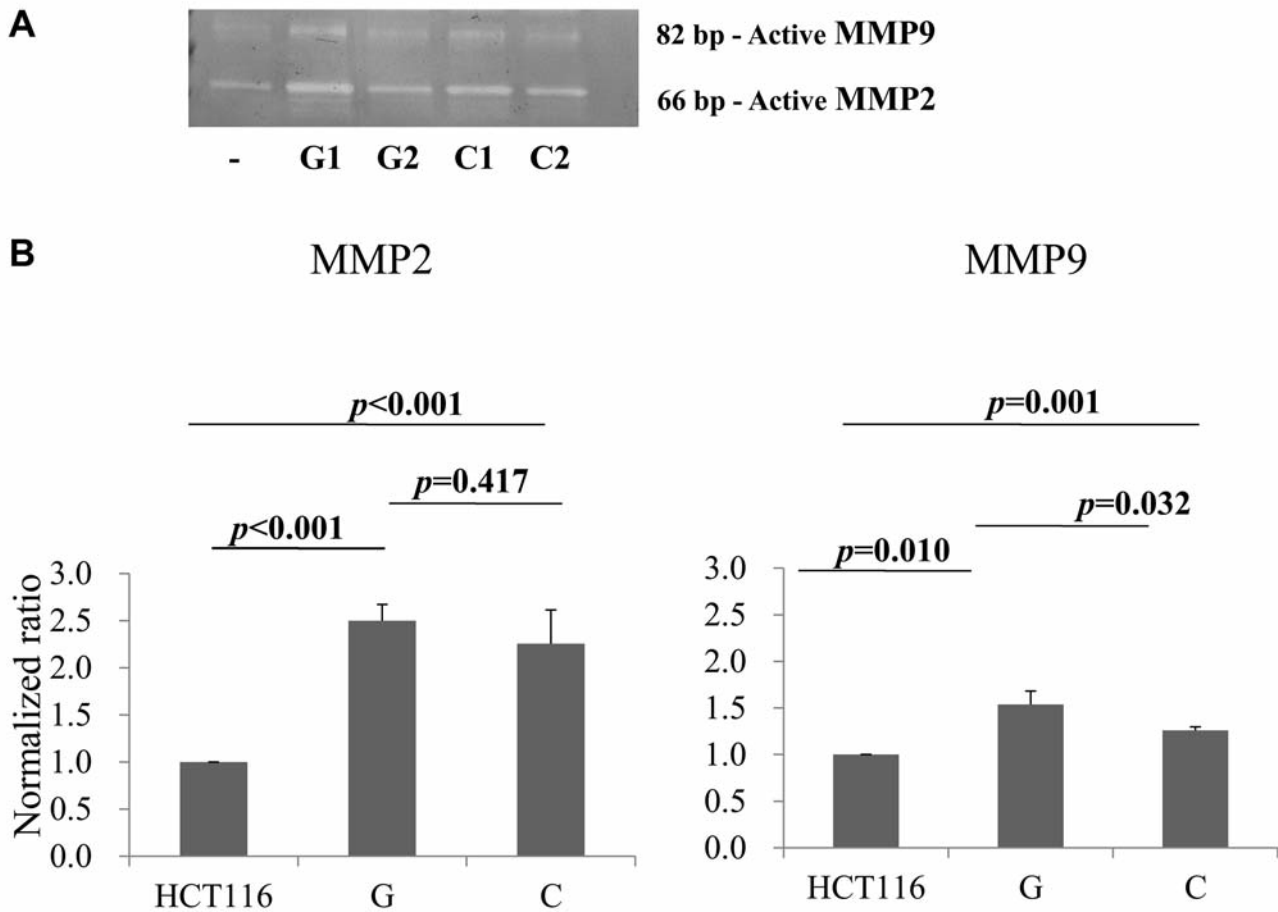 A
82 bp - Active MMP9
66 bp - Active MMP2
- G1 G2 C1 C2
B
MMP2
MMP9
p<0.001
p=0.417
p<0.001
Normalized ratio
3.0
2.5
2.0
1.5
1.0
0.5
0.0
HCT116 G C
p=0.001
p=0.032
p=0.010
3.0
2.5
2.0
1.5
1.0
0.5
0.0
HCT116 G C